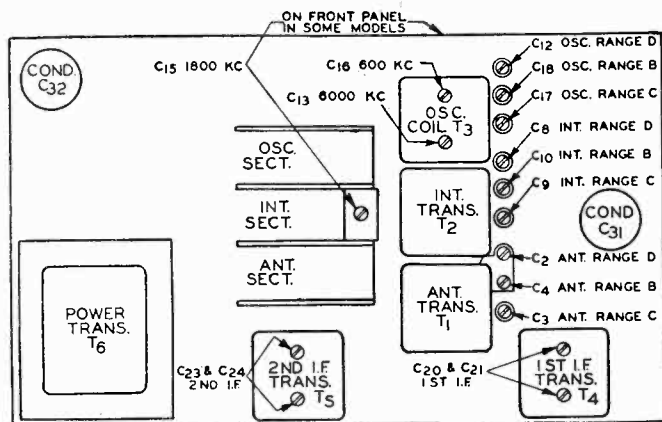 ON FRONT PANEL
IN SOME MODELS
COND.
C32
C15 1800 KC
C16 600 KC
C13 6000 KC
OSC.
COIL T3
C12 OSC. RANGE D
C18 OSC. RANGE B
C17 OSC. RANGE C
C8 INT. RANGE D
C10 INT. RANGE B
C9 INT. RANGE C
OSC.
SECT.
INT.
SECT.
ANT.
SECT.
INT.
TRANS.
T2
COND
C31
C2 ANT. RANGE D
C4 ANT. RANGE B
C3 ANT. RANGE C
ANT.
TRANS.
T1
POWER
TRANS.
T6
C23 & C24
2ND I.F
2ND I.F.
TRANS.
T5
C20 & C21
1ST I.F
1ST I.F
TRANS.
T4